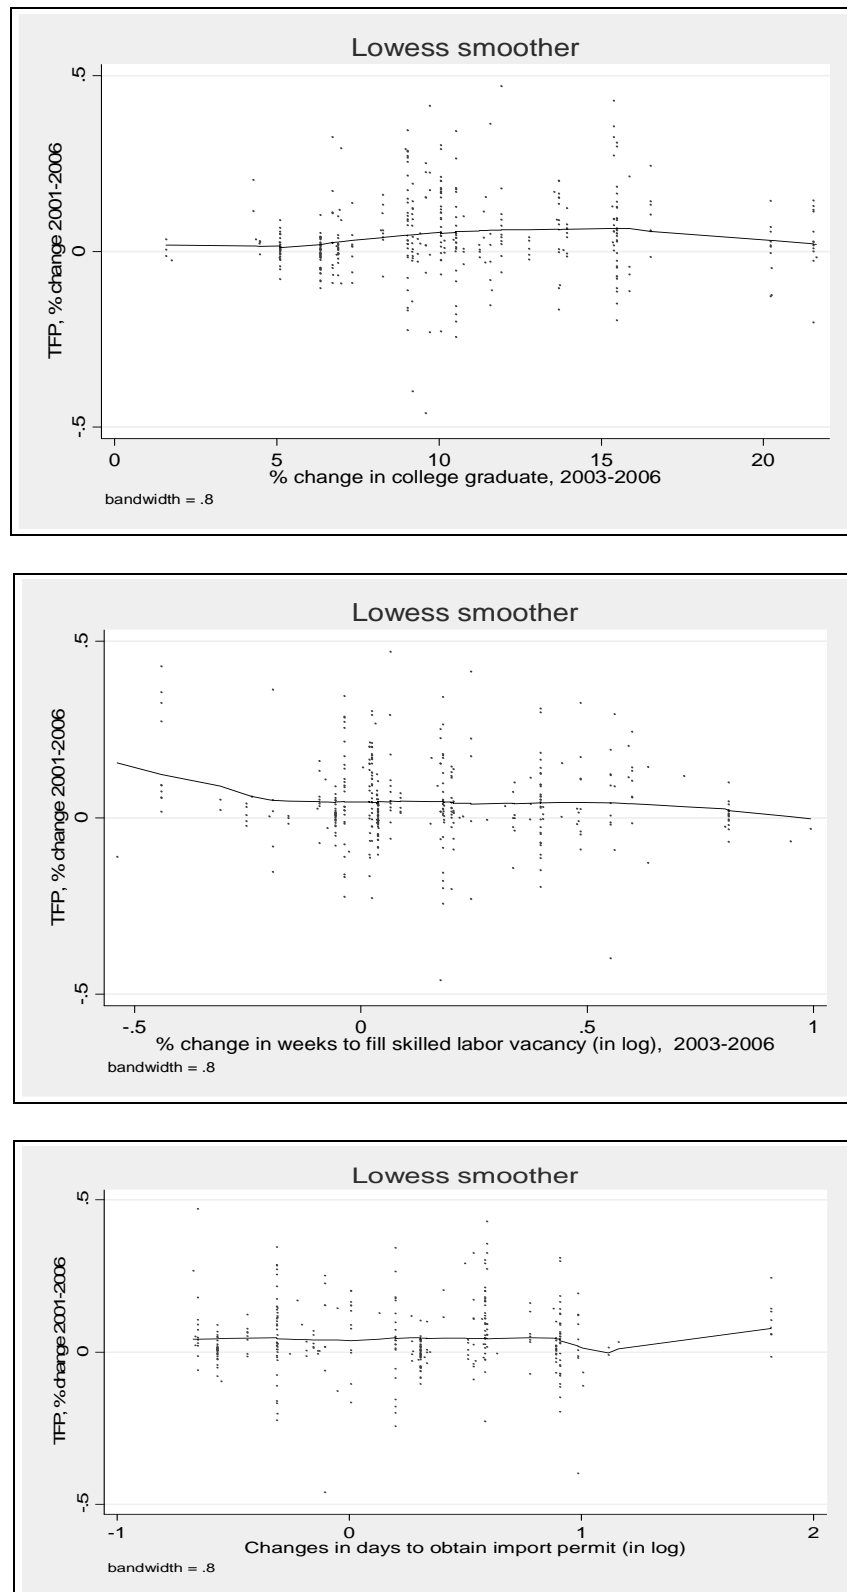 Lowess smoother
.5
0
-.5
TFP, % change 2001-2006
0 5 10 15 20
% change in college graduate, 2003-2006
bandwidth = .8
Lowess smoother
.5
0
-.5
TFP, % change 2001-2006
-.5 0 .5 1
% change in weeks to fill skilled labor vacancy (in log), 2003-2006
bandwidth = .8
Lowess smoother
.5
0
-.5
TFP, % change 2001-2006
-1 0 1 2
Changes in days to obtain import permit (in log)
bandwidth = .8